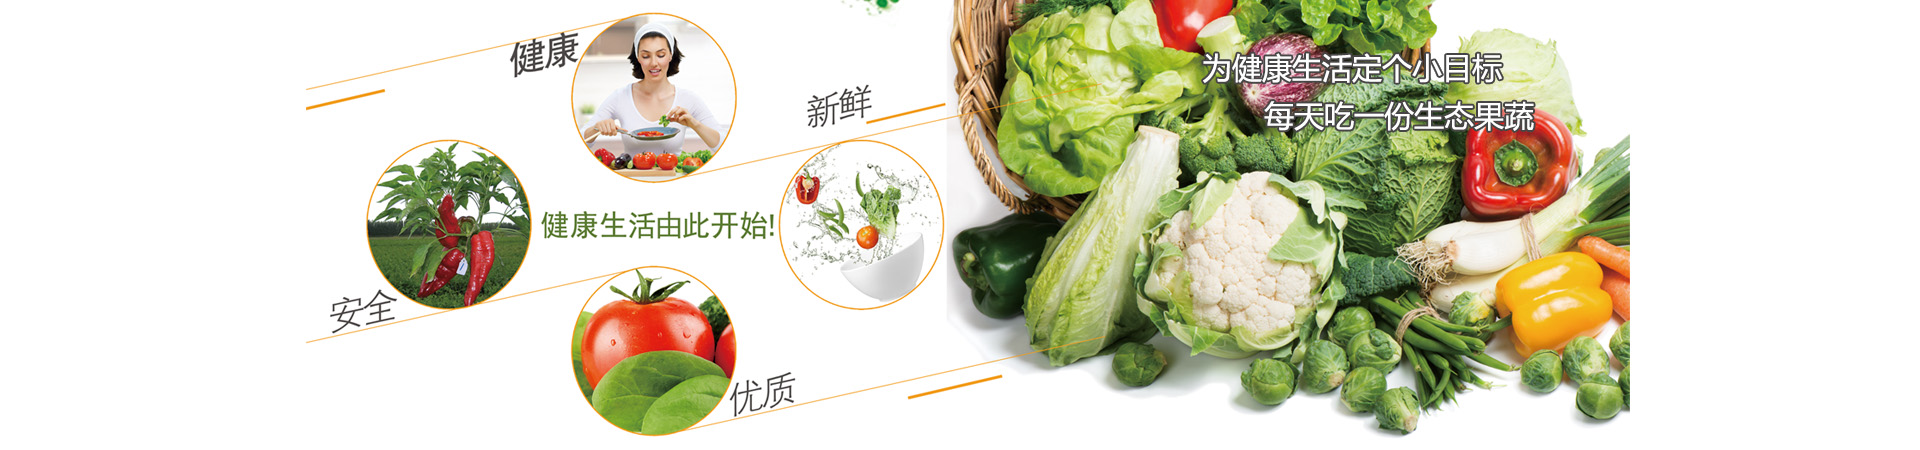 健康
新鲜
为健康生活定个小目标
每天吃一份生态果蔬
健康生活由此开始!
安全
优质